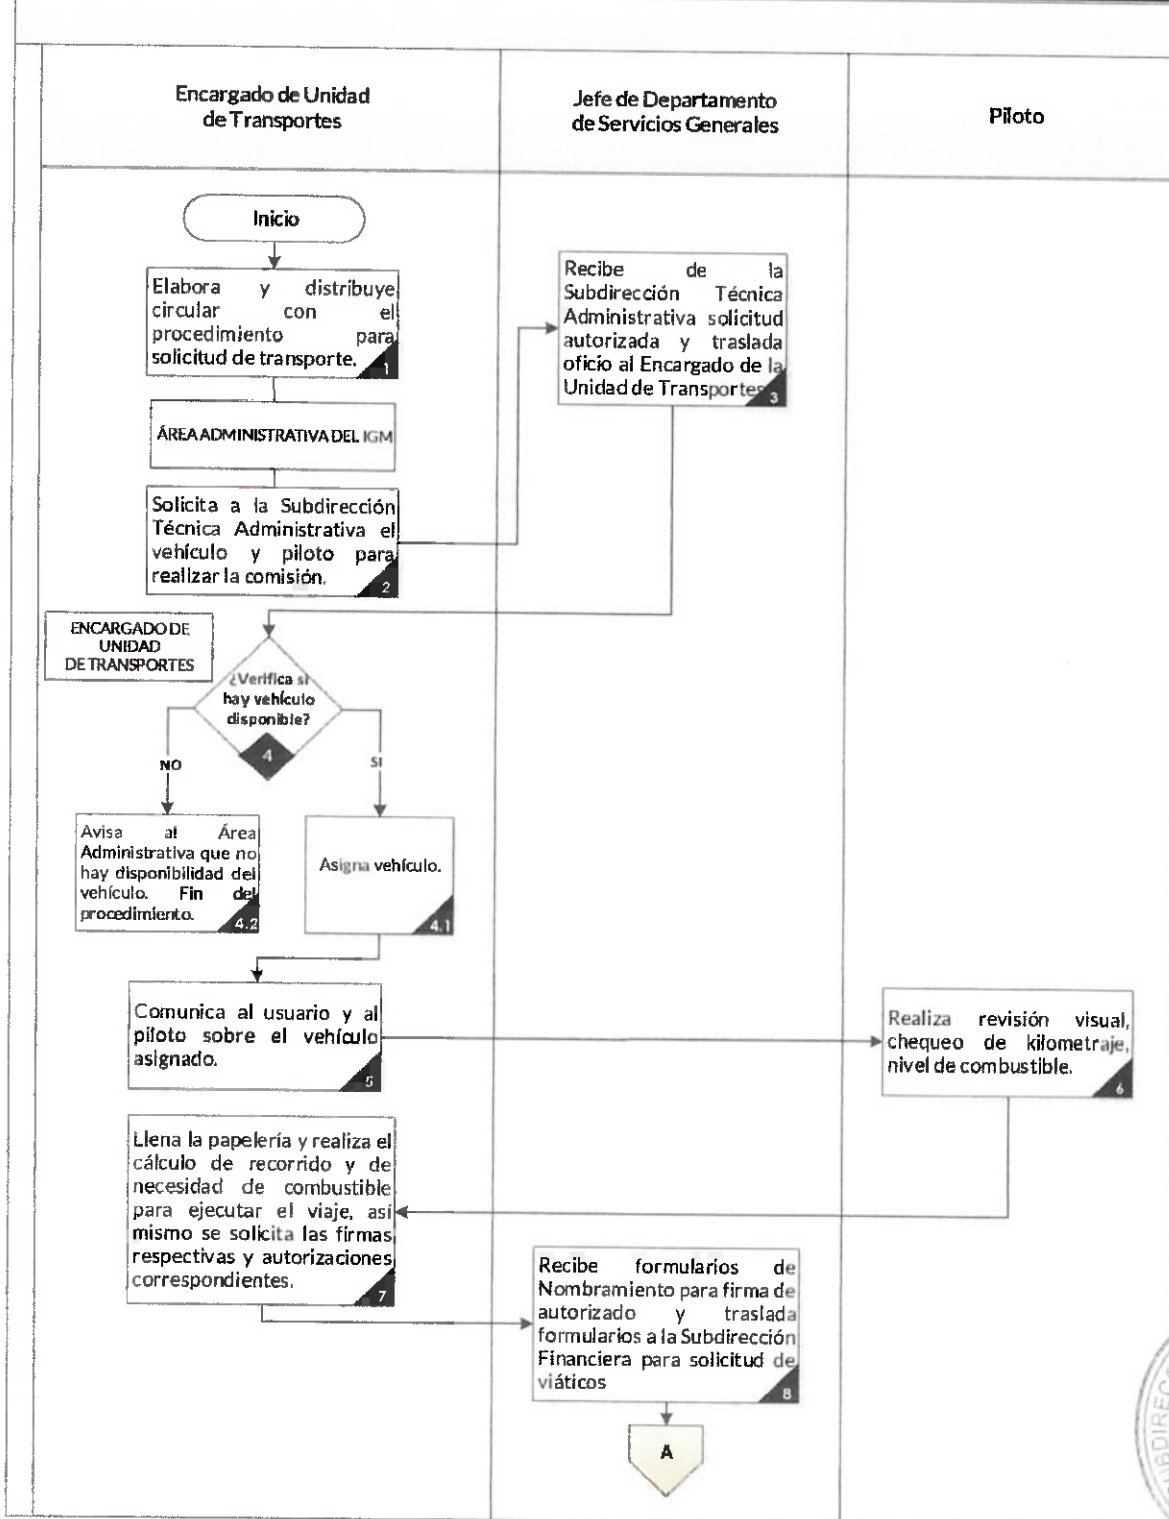 Encargado de Unidad
de Transportes
Jefe de Departamento
de Servicios Generales
Piloto
Inicio
Elabora y distribuye
circular con el
procedimiento para
solicitud de transporte.
1
ÁREA ADMINISTRATIVA DEL IGM
Solicita a la Subdirección
Técnica Administrativa el
vehículo y piloto para
realizar la comisión.
2
Recibe de la
Subdirección Técnica
Administrativa solicitud
autorizada y traslada
oficio al Encargado de la
Unidad de Transportes
3
ENCARGADO DE
UNIDAD
DE TRANSPORTES
¿Verifica si
hay vehículo
disponible?
4
NO
SI
Avisa al Área
Administrativa que no
hay disponibilidad del
vehículo. Fin del
procedimiento.
4.2
Asigna vehículo.
4.1
Comunica al usuario y al
piloto sobre el vehículo
asignado.
5
Realiza revisión visual,
chequeo de kilometraje,
nivel de combustible.
6
Llena la papelería y realiza el
cálculo de recorrido y de
necesidad de combustible
para ejecutar el viaje, así
mismo se solicita las firmas
respectivas y autorizaciones
correspondientes.
7
Recibe formularios de
Nombramiento para firma de
autorizado y traslada
formularios a la Subdirección
Financiera para solicitud de
viáticos
8
A